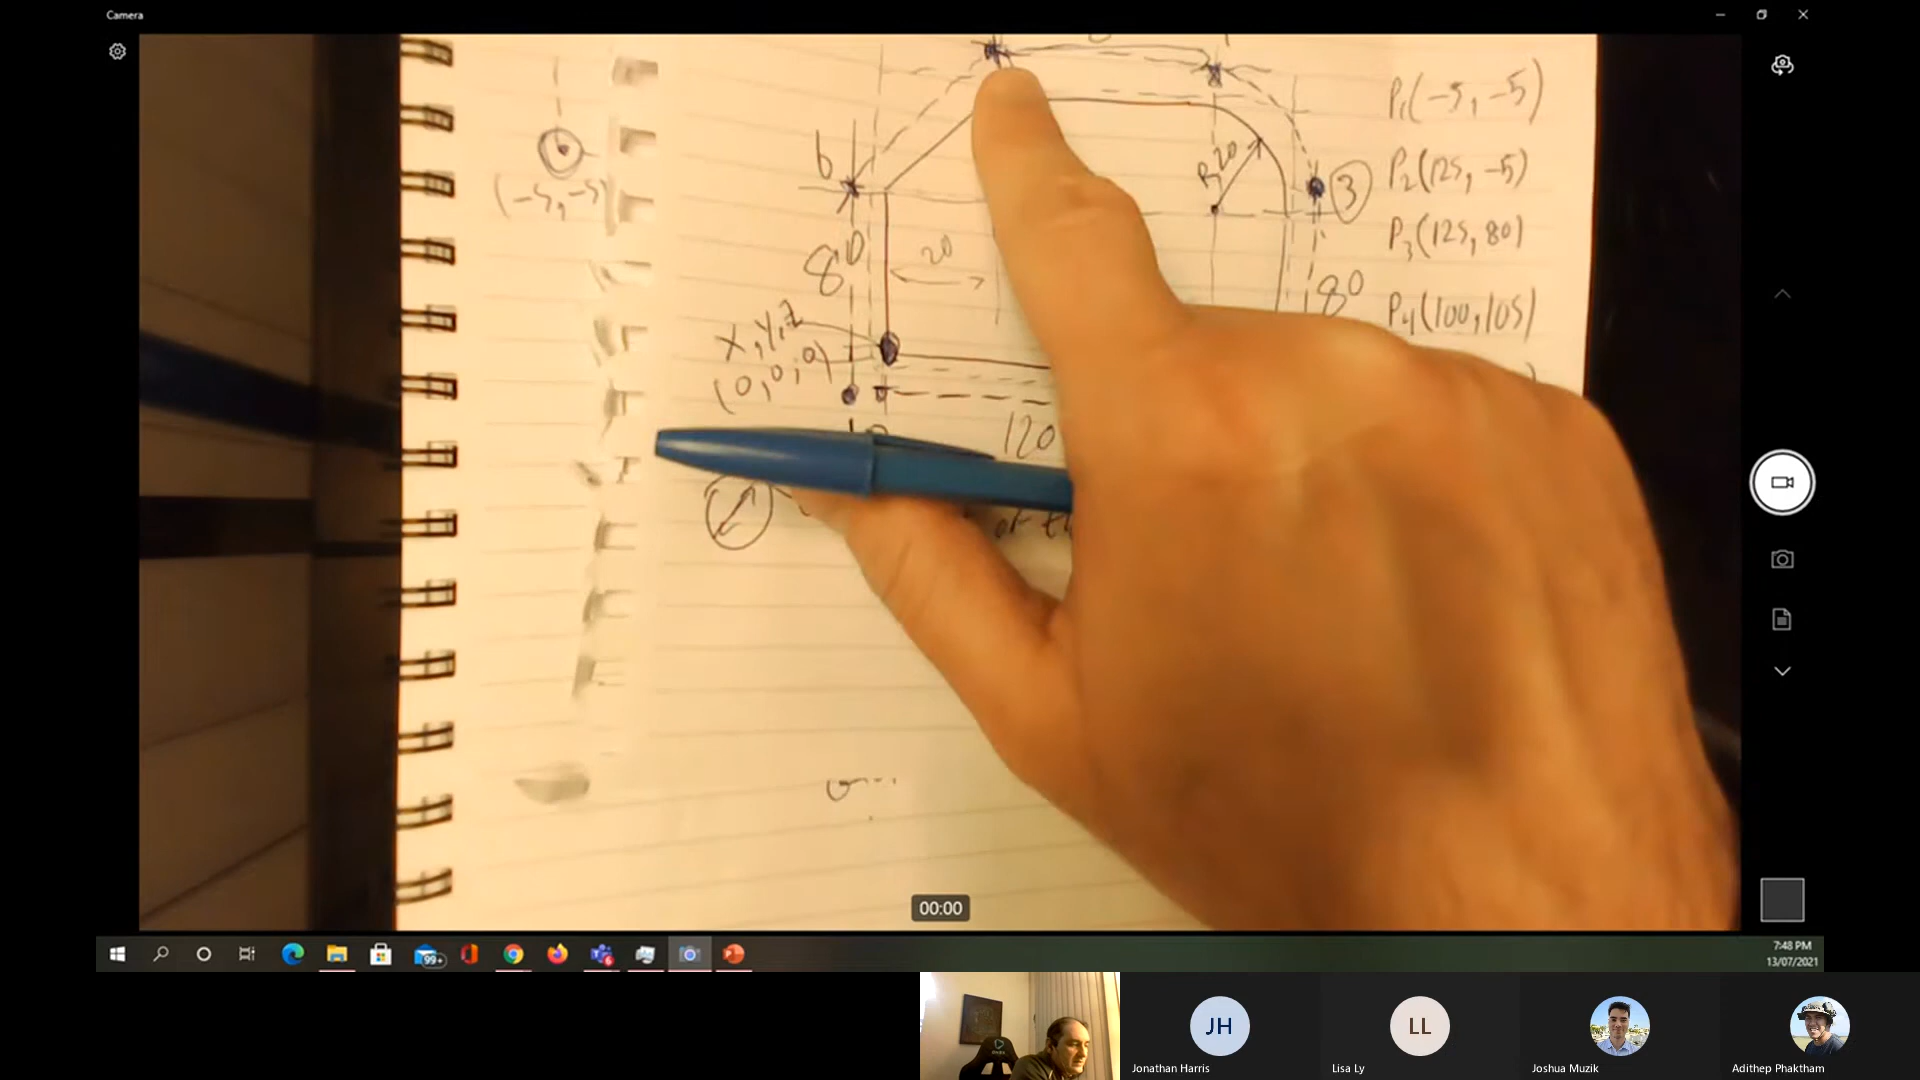 Camera
P1(-5, -5)
6
R20
3
P2(125, -5)
(-5, -5)
20
80
P3(125, 80)
80
P4(100, 105)
X, Y, Z
(0, 0, 0)
120
of
00:00
99+
7:48 PM
13/07/2021
JH
LL
Jonathan Harris
Lisa Ly
Joshua Muzik
Adithep Phaktham